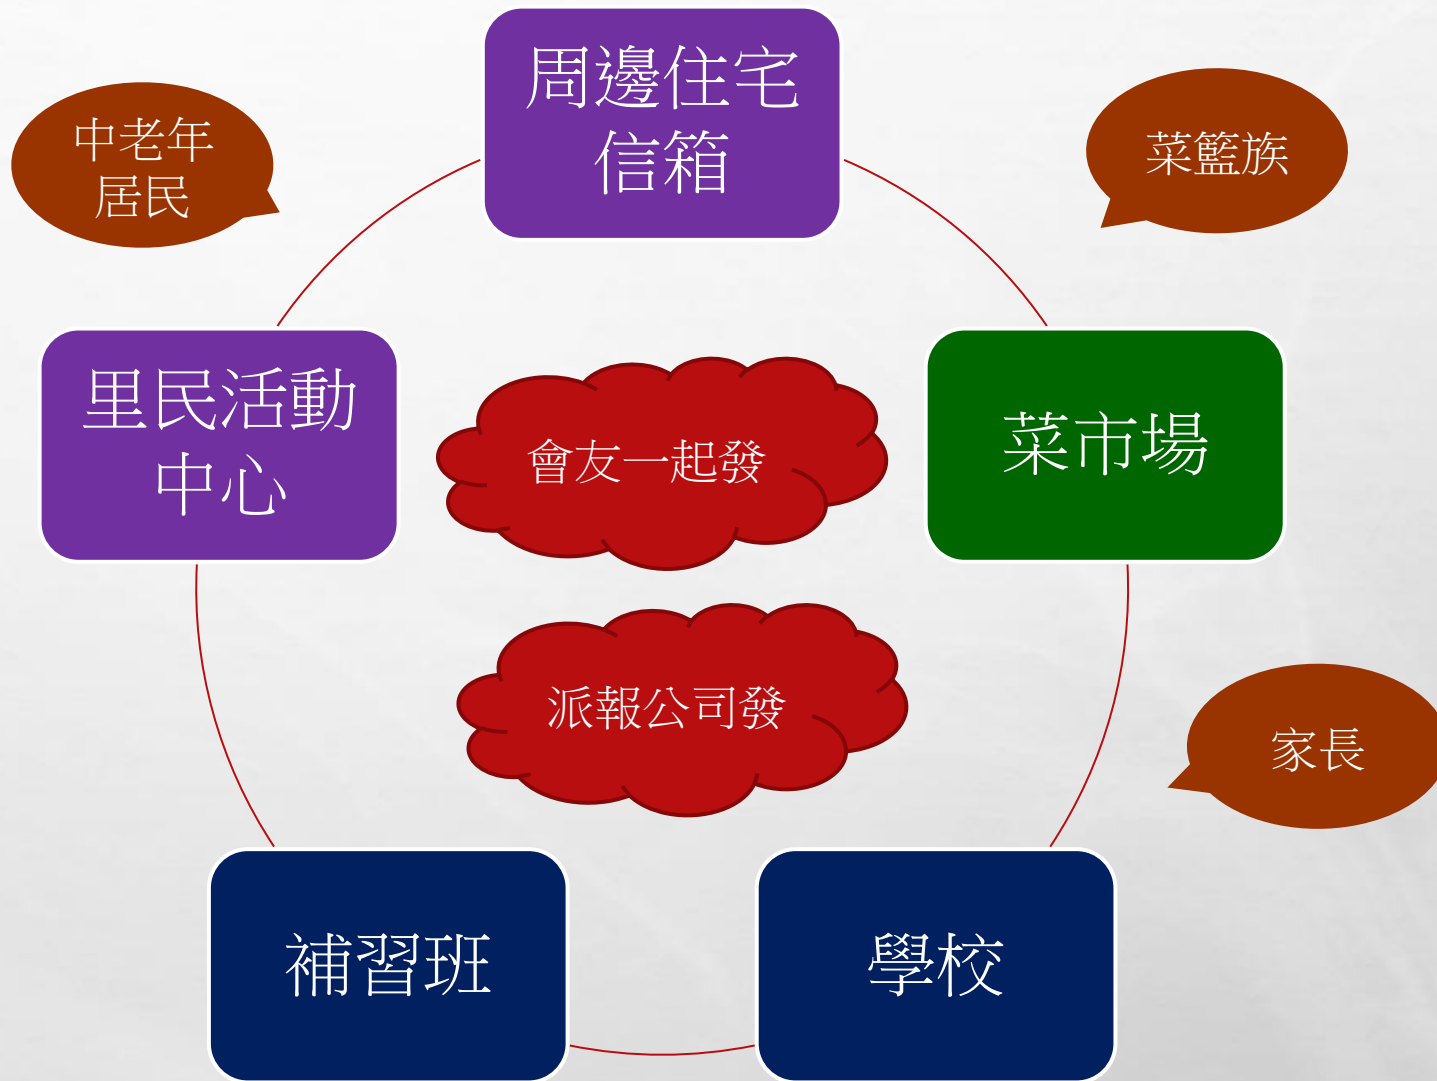 周邊住宅
信箱
中老年
居民
菜籃族
里民活動
中心
會友一起發
菜市場
派報公司發
家長
補習班
學校